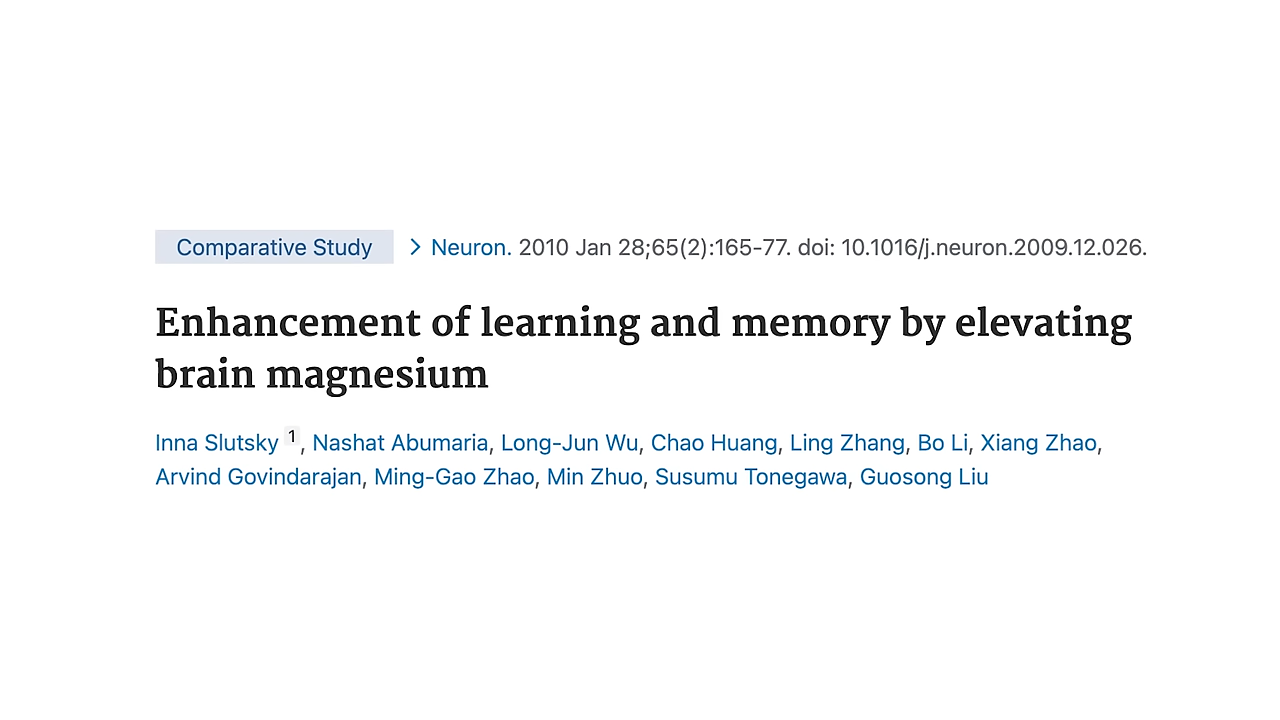 Comparative Study > Neuron. 2010 Jan 28;65(2):165-77. doi: 10.1016/j.neuron.2009.12.026.
Enhancement of learning and memory by elevating
brain magnesium
Inna Slutsky 1, Nashat Abumaria, Long-Jun Wu, Chao Huang, Ling Zhang, Bo Li, Xiang Zhao,
Arvind Govindarajan, Ming-Gao Zhao, Min Zhuo, Susumu Tonegawa, Guosong Liu